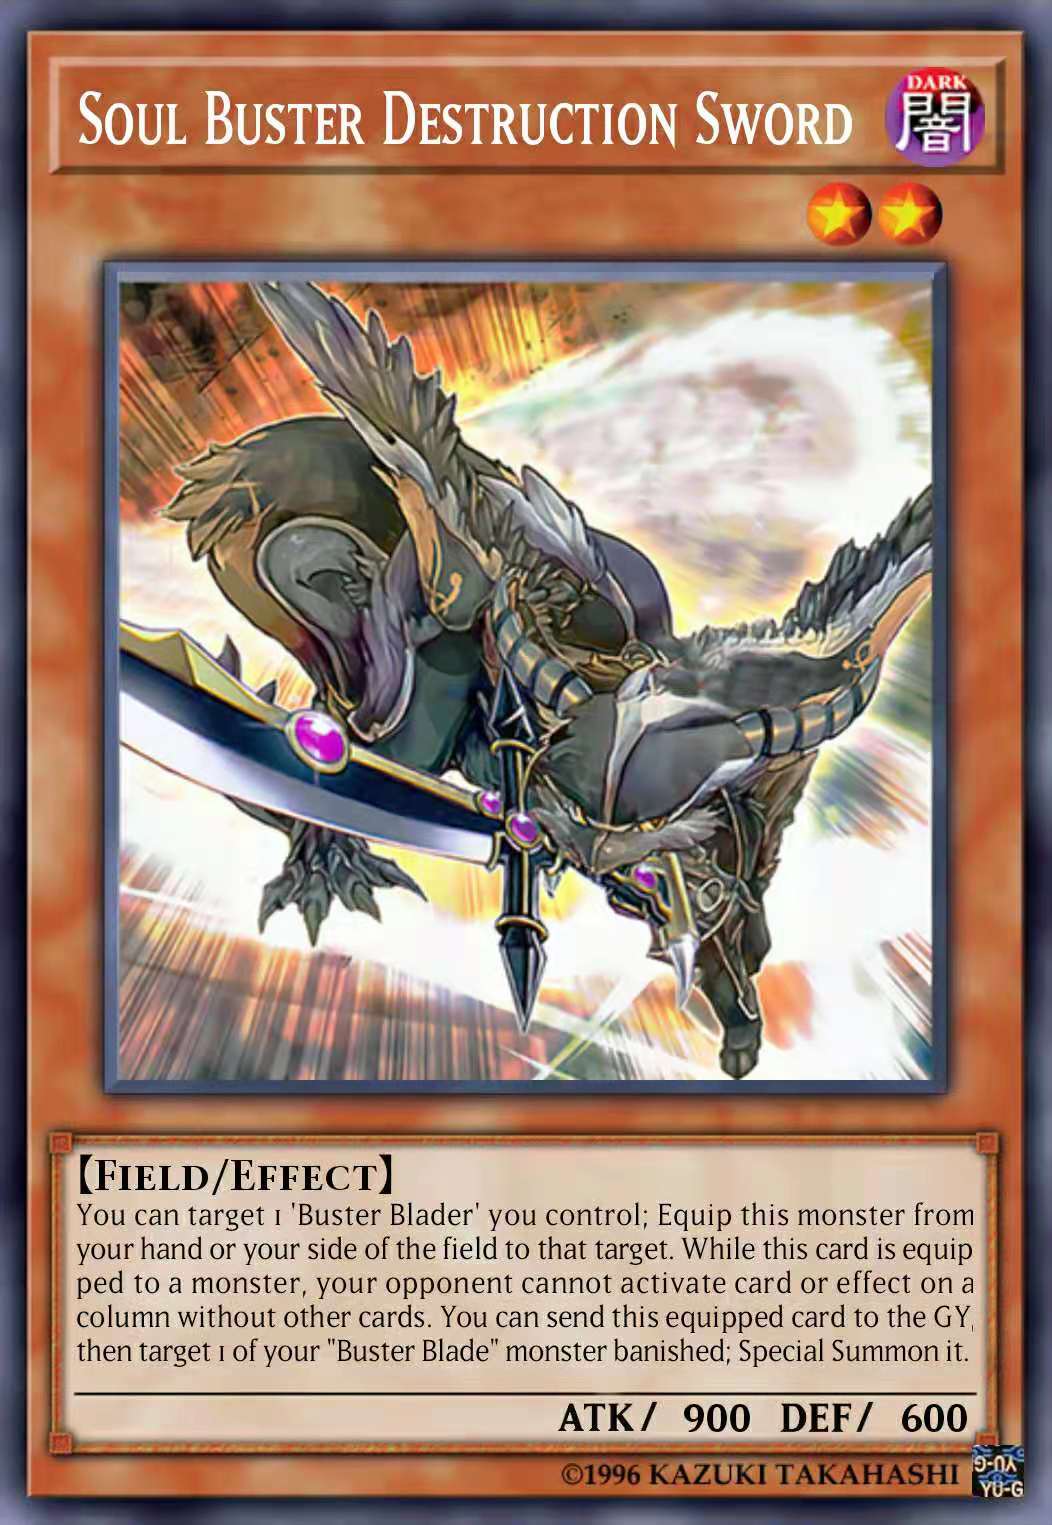 SOUL BUSTER DESTRUCTION SWORD
DARK
闇
【FIELD/EFFECT】
You can target 1 'Buster Blader' you control; Equip this monster from
your hand or your side of the field to that target. While this card is equip
ped to a monster, your opponent cannot activate card or effect on a
column without other cards. You can send this equipped card to the GY,
then target 1 of your "Buster Blade" monster banished; Special Summon it.
ATK/ 900 DEF/ 600
©1996 KAZUKI TAKAHASHI
YU-G
YU-G